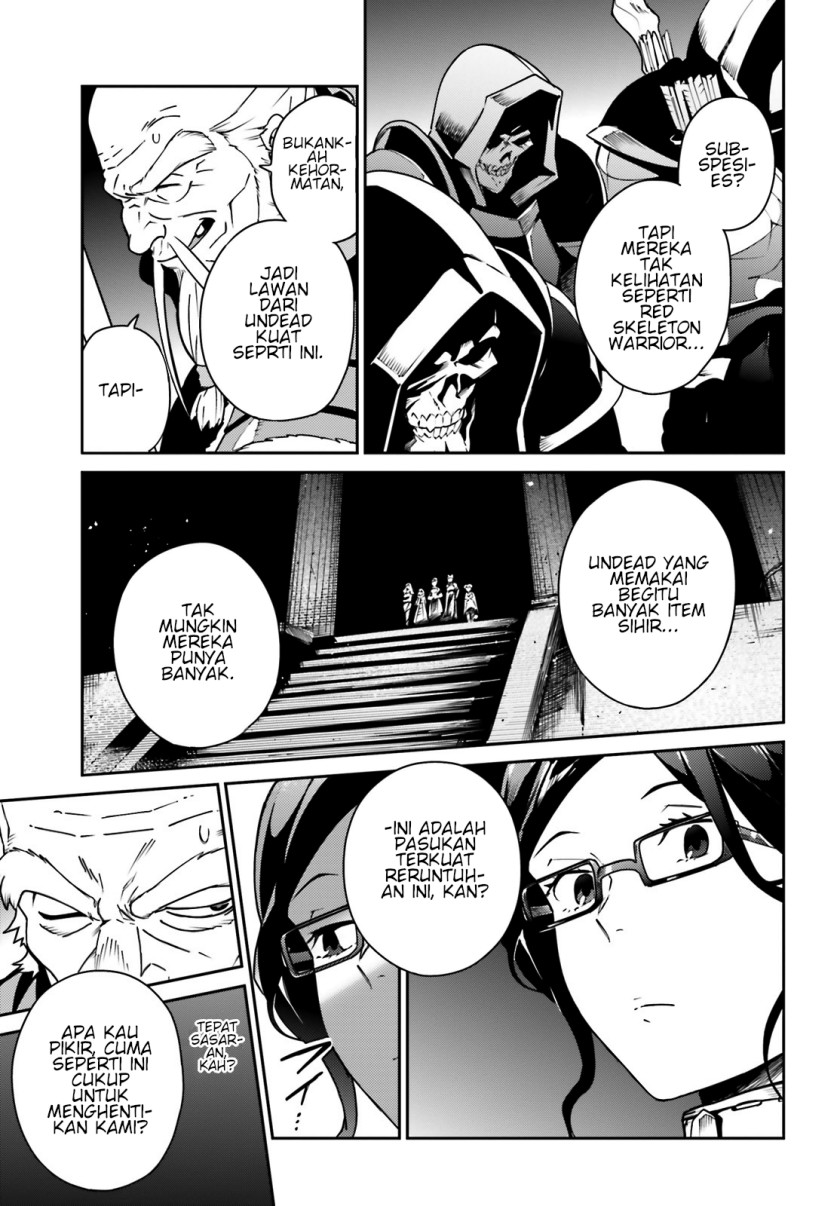 SUB-
SPESI-
ES?
TAPI
MEREKA
TAK
KELIHATAN
SEPERTI
RED
SKELETON
WARRIOR...
BUKANK-
AH
KEHOR-
MATAN,
JADI
LAWAN
DARI
UNDEAD
KUAT
SEPRTI INI.
TAPI-
UNDEAD YANG
MEMAKAI
BEGITU
BANYAK ITEM
SIHIR...
TAK
MUNGKIN
MEREKA
PUNYA
BANYAK.
-INI ADALAH
PASUKAN
TERKUAT
RERUNTUH-
AN INI, KAN?
TEPAT
SASAR-
AN,
KAH?
APA KAU
PIKIR, CUMA
SEPERTI INI
CUKUP
UNTUK
MENGHENTI-
KAN KAMI?